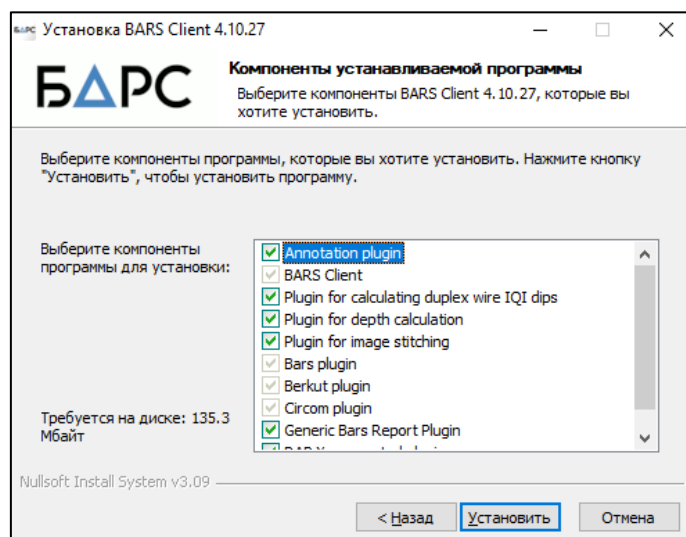 БАРС Установка BARS Client 4.10.27
БАРС
Компоненты устанавливаемой программы
Выберите компоненты BARS Client 4.10.27, которые вы
хотите установить.
Выберите компоненты программы, которые вы хотите установить. Нажмите кнопку
"Установить", чтобы установить программу.
Выберите компоненты
программы для установки:
Annotation plugin
BARS Client
Plugin for calculating duplex wire IQI dips
Plugin for depth calculation
Plugin for image stitching
Bars plugin
Berkut plugin
Circom plugin
Generic Bars Report Plugin
Требуется на диске: 135.3
Мбайт
Nullsoft Install System v3.09
< Назад Установить Отмена